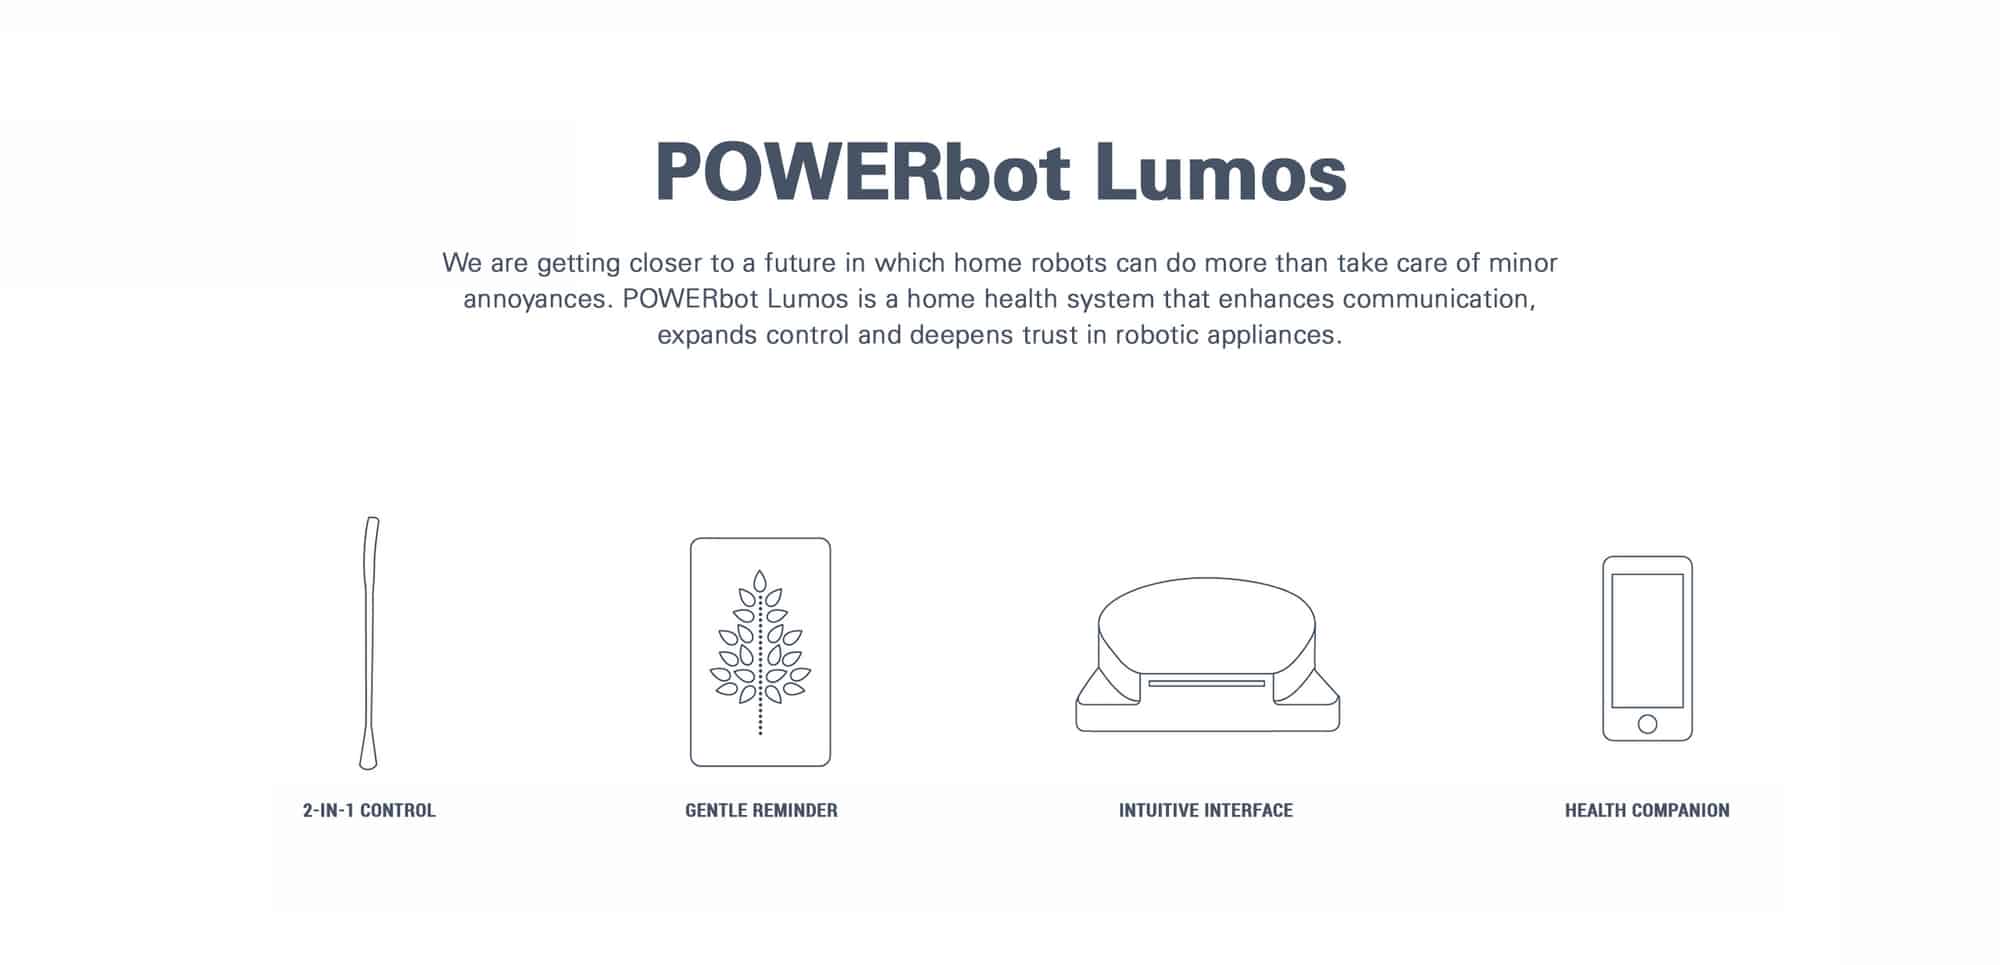 POWERbot Lumos
We are getting closer to a future in which home robots can do more than take care of minor
annoyances. POWERbot Lumos is a home health system that enhances communication,
expands control and deepens trust in robotic appliances.
2-IN-1 CONTROL
GENTLE REMINDER
INTUITIVE INTERFACE
HEALTH COMPANION